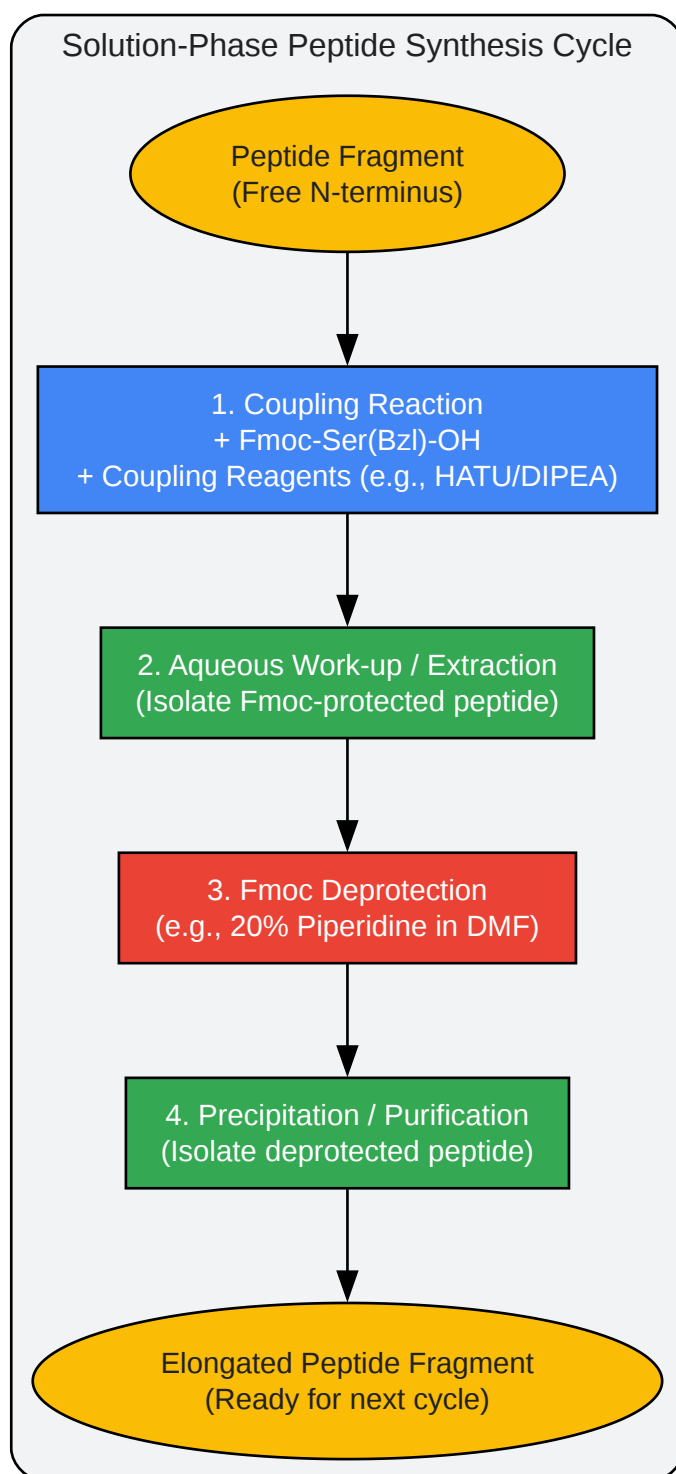 Solution-Phase Peptide Synthesis Cycle
Peptide Fragment
(Free N-terminus)
1. Coupling Reaction
+ Fmoc-Ser(Bzl)-OH
+ Coupling Reagents (e.g., HATU/DIPEA)
2. Aqueous Work-up / Extraction
(Isolate Fmoc-protected peptide)
3. Fmoc Deprotection
(e.g., 20% Piperidine in DMF)
4. Precipitation / Purification
(Isolate deprotected peptide)
Elongated Peptide Fragment
(Ready for next cycle)